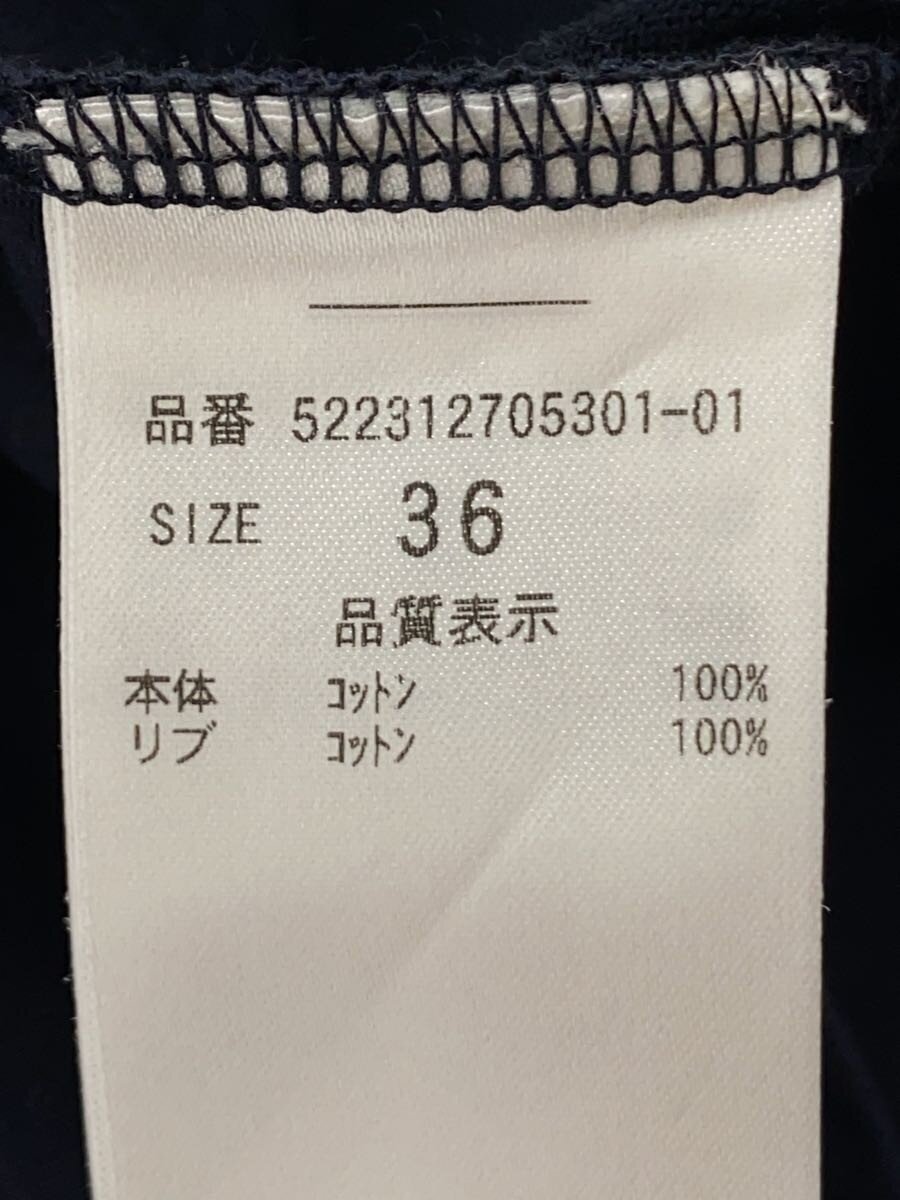 品番 522312705301-01
SIZE 36
品質表示
本体 ｺｯﾄﾝ 100%
リブ ｺｯﾄﾝ 100%